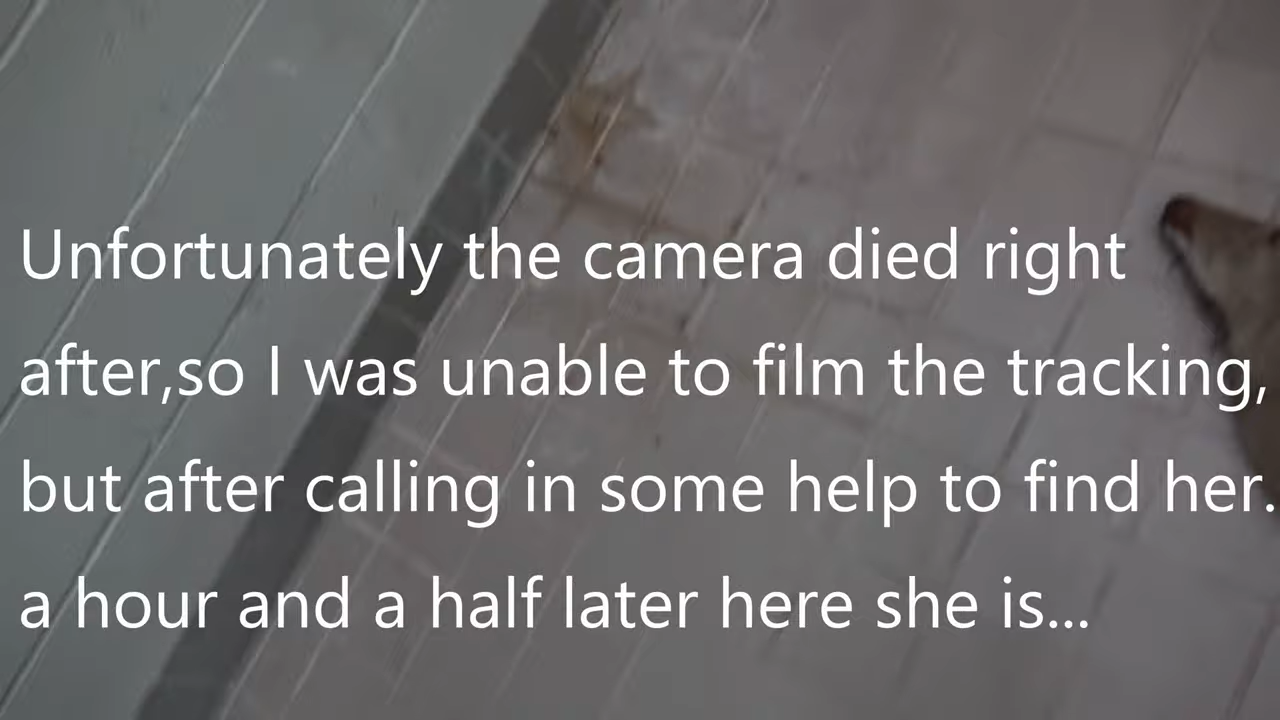 Unfortunately the camera died right
after,so I was unable to film the tracking,
but after calling in some help to find her.
a hour and a half later here she is...